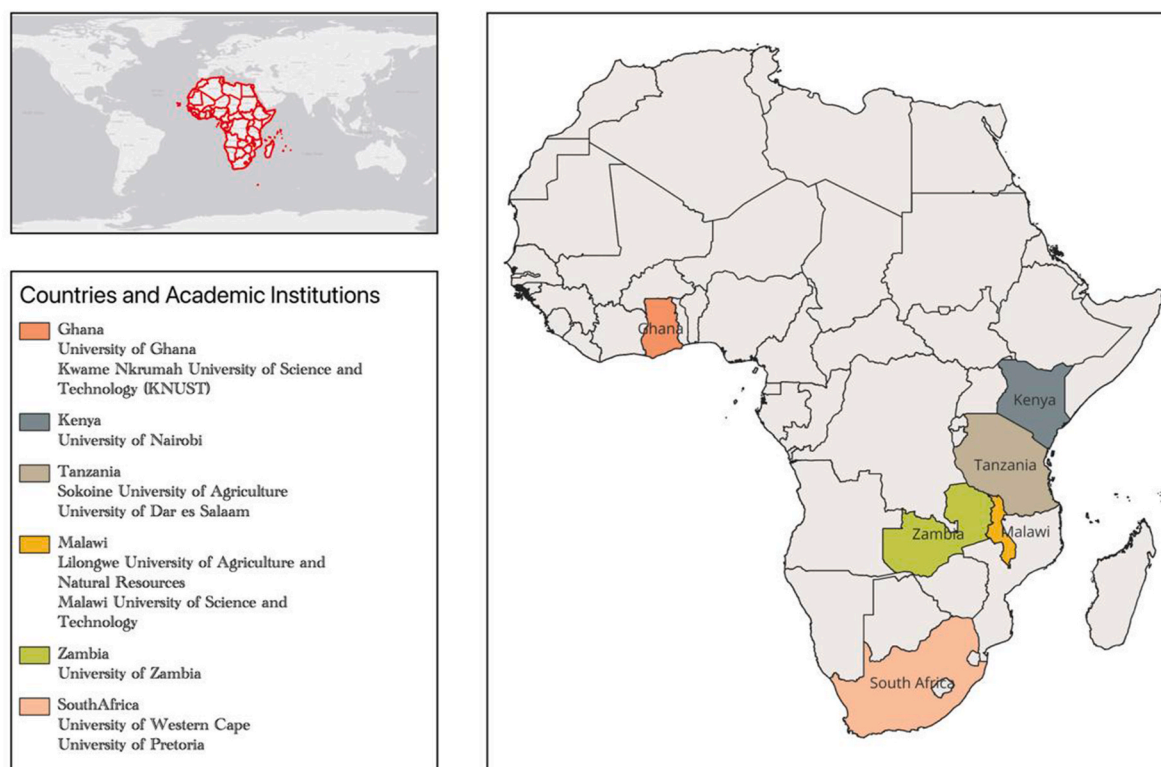 Countries and Academic Institutions
Ghana
University of Ghana
Kwame Nkrumah University of Science and
Technology (KNUST)
Kenya
University of Nairobi
Tanzania
Sokoine University of Agriculture
University of Dar es Salaam
Malawi
Lilongwe University of Agriculture and
Natural Resources
Malawi University of Science and
Technology
Zambia
University of Zambia
SouthAfrica
University of Western Cape
University of Pretoria
Ghana
Kenya
Tanzania
Zambia
Malawi
South Africa